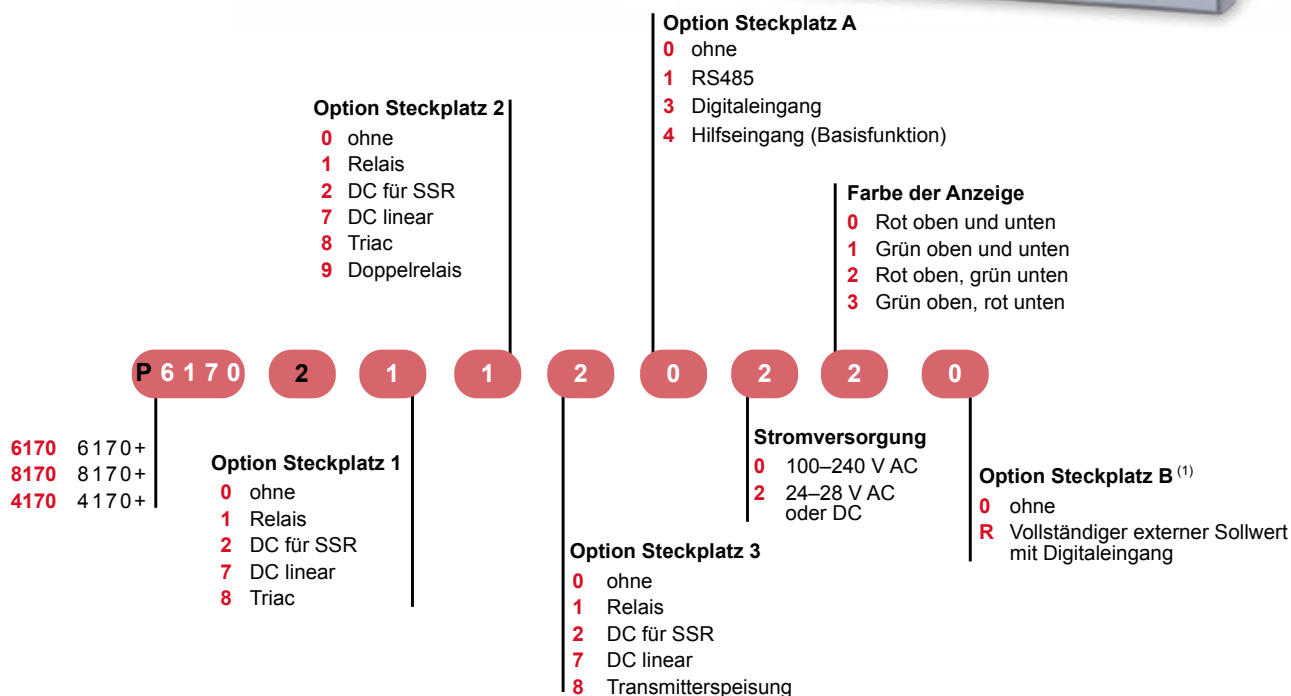 Option Steckplatz A
0 ohne
1 RS485
3 Digitaleingang
4 Hilfseingang (Basisfunktion)
Option Steckplatz 2
0 ohne
1 Relais
2 DC für SSR
7 DC linear
8 Triac
9 Doppelrelais
Farbe der Anzeige
0 Rot oben und unten
1 Grün oben und unten
2 Rot oben, grün unten
3 Grün oben, rot unten
P6170 2 1 1 2 0 2 2 0
6170 6170+
8170 8170+
4170 4170+
Option Steckplatz 1
0 ohne
1 Relais
2 DC für SSR
7 DC linear
8 Triac
Option Steckplatz 3
0 ohne
1 Relais
2 DC für SSR
7 DC linear
8 Transmitterspeisung
Stromversorgung
0 100–240 V AC
2 24–28 V AC
oder DC
Option Steckplatz B (1)
0 ohne
R Vollständiger externer Sollwert
mit Digitaleingang